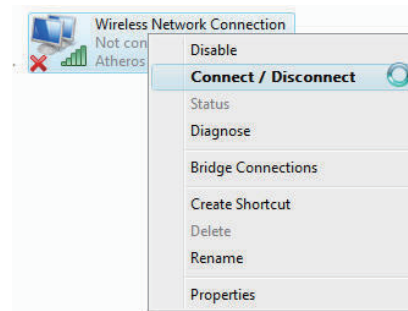 Wireless Network Connection
Not con
Atheros
Disable
Connect / Disconnect
Status
Diagnose
Bridge Connections
Create Shortcut
Delete
Rename
Properties